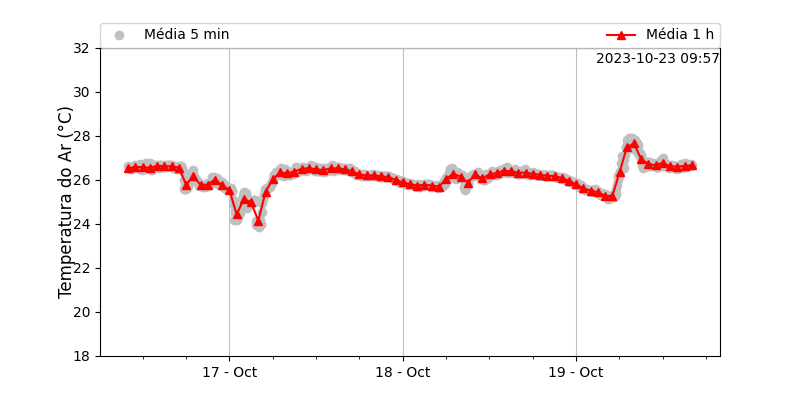 Média 5 min
Média 1 h
2023-10-23 09:57
Temperatura do Ar (°C)
32
30
28
26
24
22
20
18
17 - Oct
18 - Oct
19 - Oct